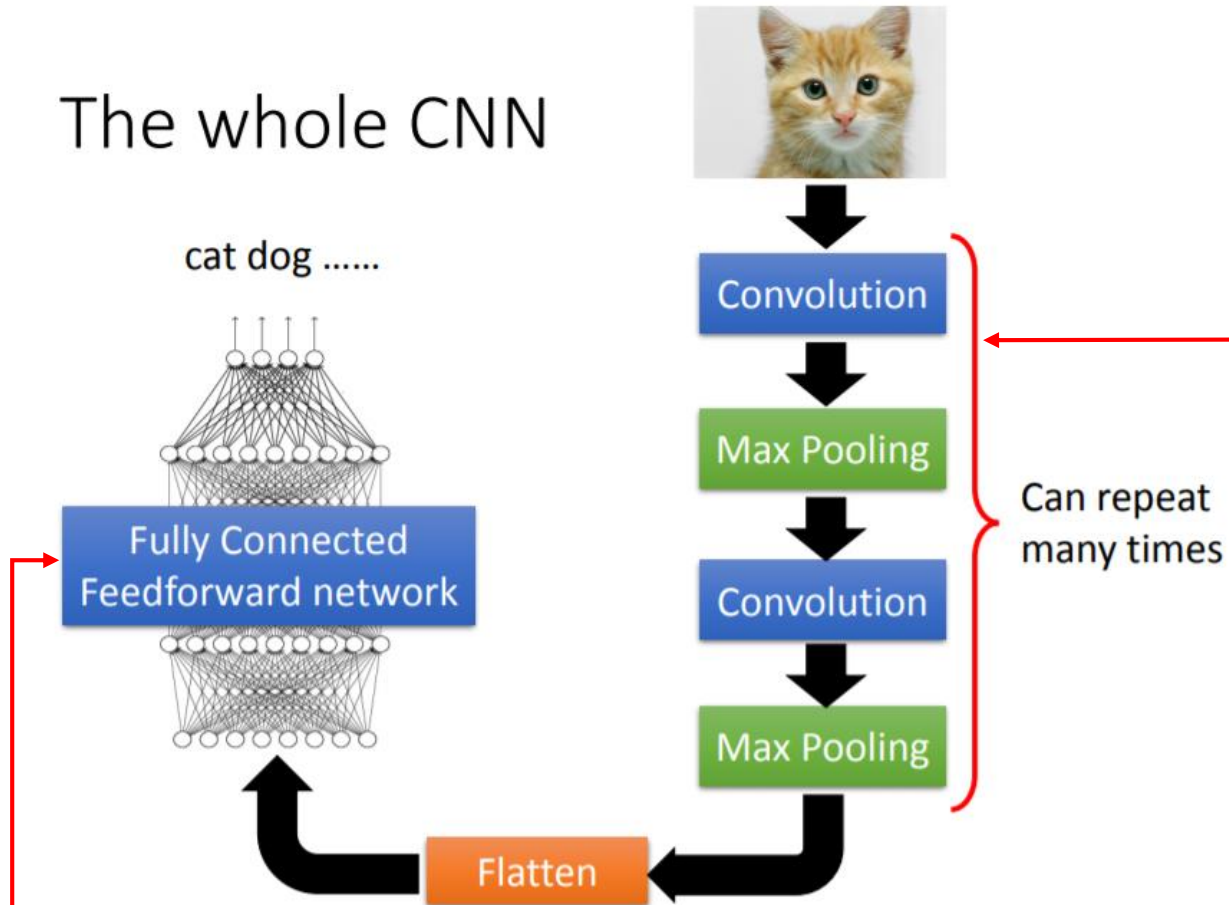 The whole CNN
cat dog ......
Convolution
Max Pooling
Convolution
Max Pooling
Can repeat
many times
Flatten
Fully Connected
Feedforward network